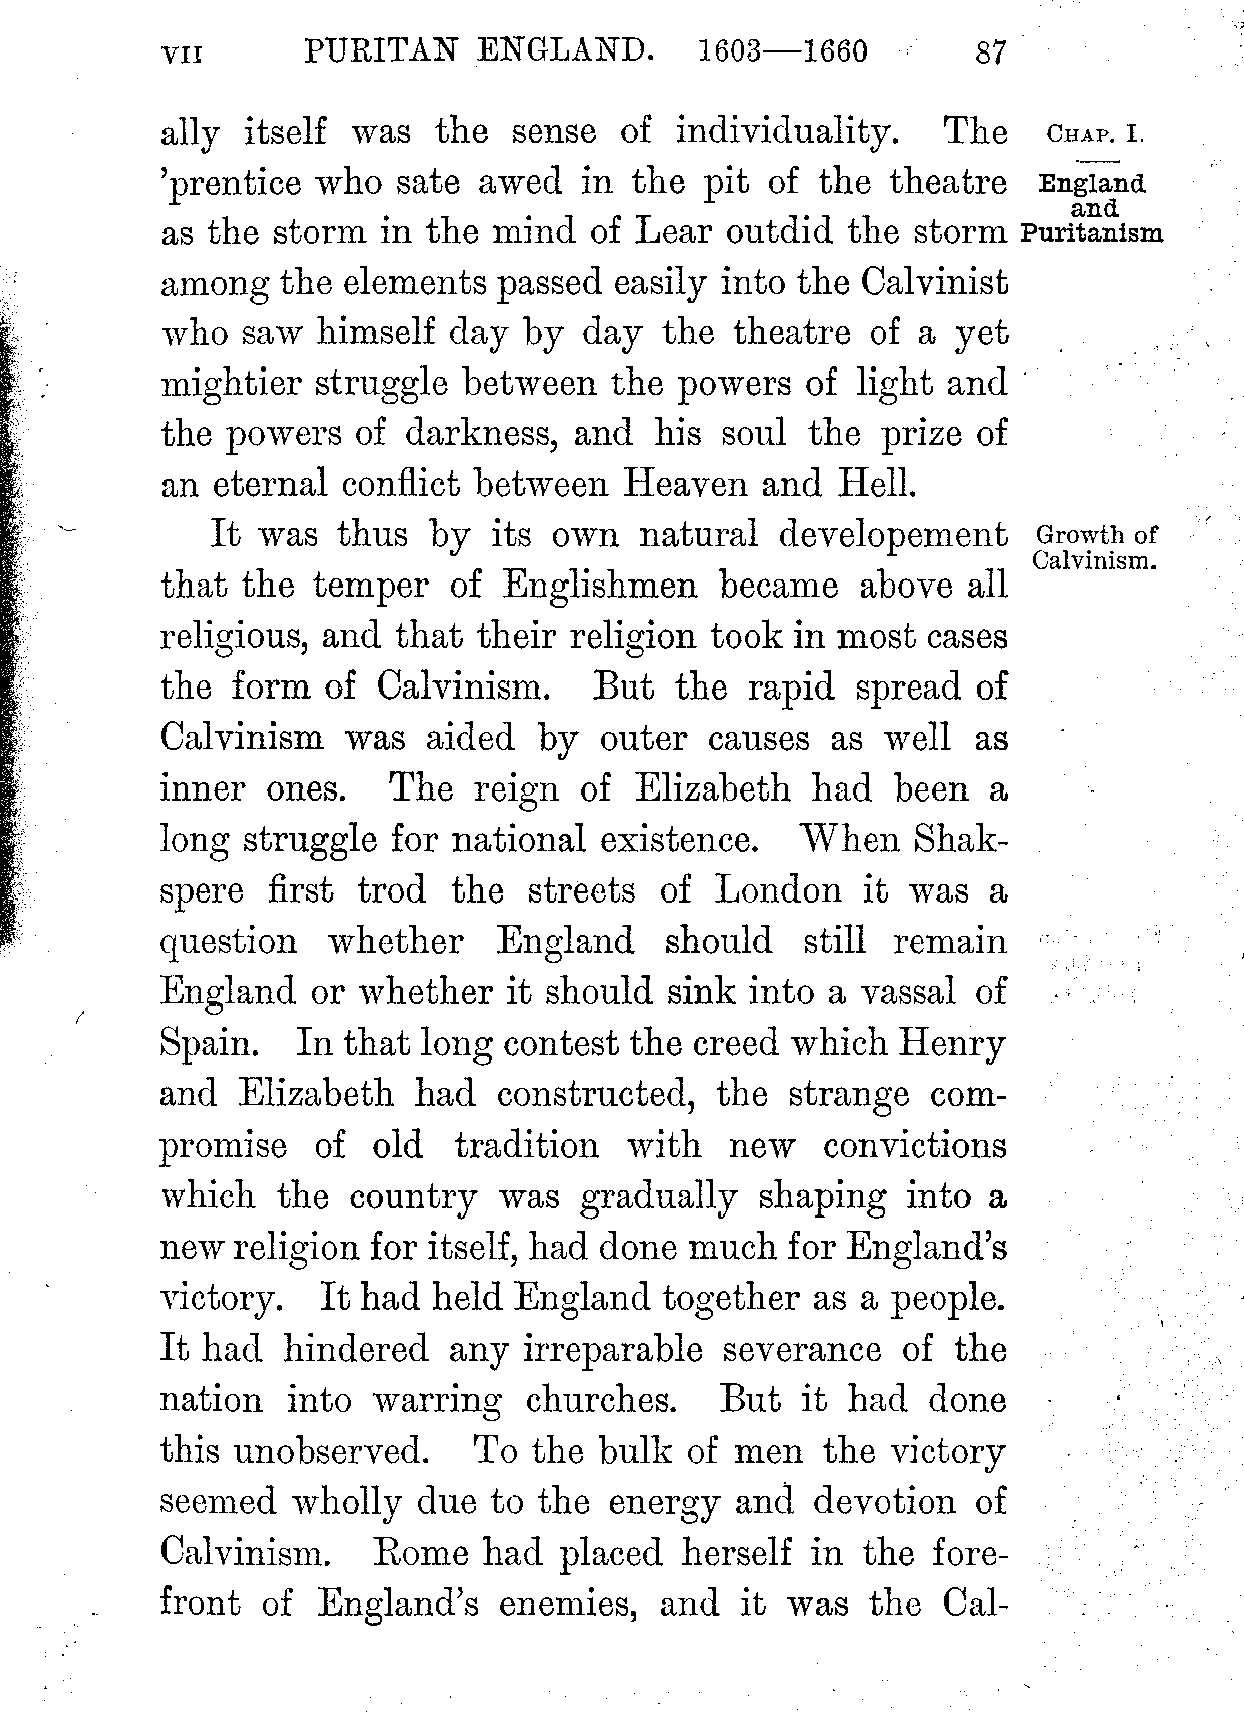 VII PURITAN ENGLAND. 1603—1660 87
ally itself was the sense of individuality. The
'prentice who sate awed in the pit of the theatre
as the storm in the mind of Lear outdid the storm
among the elements passed easily into the Calvinist
who saw himself day by day the theatre of a yet
mightier struggle between the powers of light and
the powers of darkness, and his soul the prize of
an eternal conflict between Heaven and Hell.
CHAP. I.
England
and
Puritanism
It was thus by its own natural developement
that the temper of Englishmen became above all
religious, and that their religion took in most cases
the form of Calvinism. But the rapid spread of
Calvinism was aided by outer causes as well as
inner ones. The reign of Elizabeth had been a
long struggle for national existence. When Shak-
spere first trod the streets of London it was a
question whether England should still remain
England or whether it should sink into a vassal of
Spain. In that long contest the creed which Henry
and Elizabeth had constructed, the strange com-
promise of old tradition with new convictions
which the country was gradually shaping into a
new religion for itself, had done much for England's
victory. It had held England together as a people.
It had hindered any irreparable severance of the
nation into warring churches. But it had done
this unobserved. To the bulk of men the victory
seemed wholly due to the energy and devotion of
Calvinism. Rome had placed herself in the fore-
front of England's enemies, and it was the Cal-
Growth of
Calvinism.